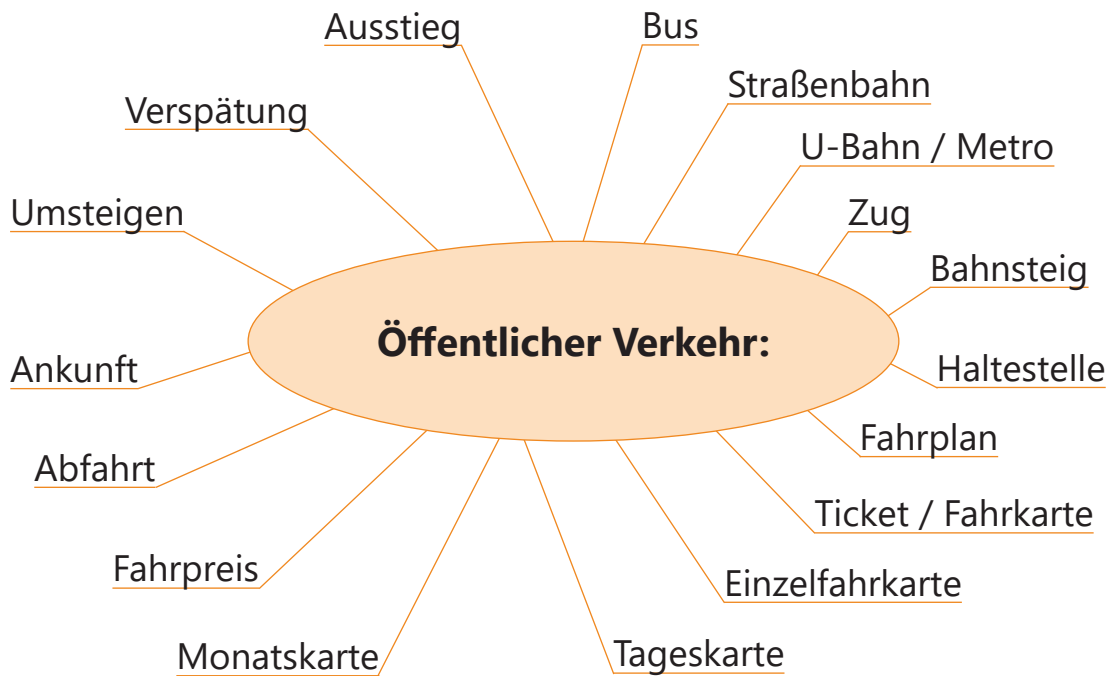 Ausstieg
Bus
Straßenbahn
Verspätung
U-Bahn / Metro
Umsteigen
Zug
Bahnsteig
Öffentlicher Verkehr:
Ankunft
Haltestelle
Fahrplan
Abfahrt
Ticket / Fahrkarte
Fahrpreis
Einzelfahrkarte
Monatskarte
Tageskarte